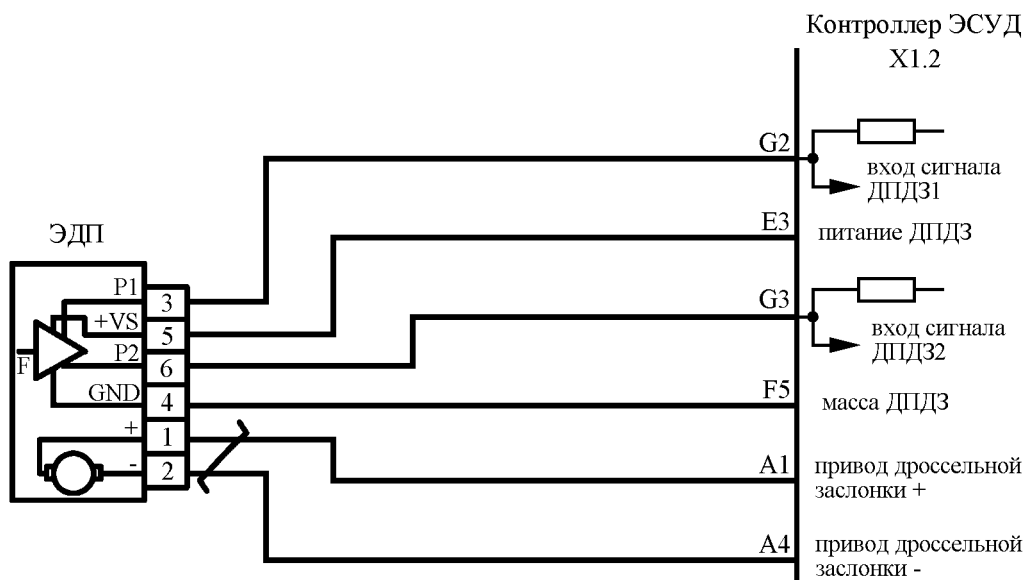 Контроллер ЭСУД
X1.2
G2
вход сигнала
ДПДЗ1
E3
питание ДПДЗ
ЭДП
G3
вход сигнала
ДПДЗ2
P1
3
+VS
5
F
P2
6
GND
4
F5
масса ДПДЗ
+
1
-
2
A1
привод дроссельной
заслонки +
A4
привод дроссельной
заслонки -